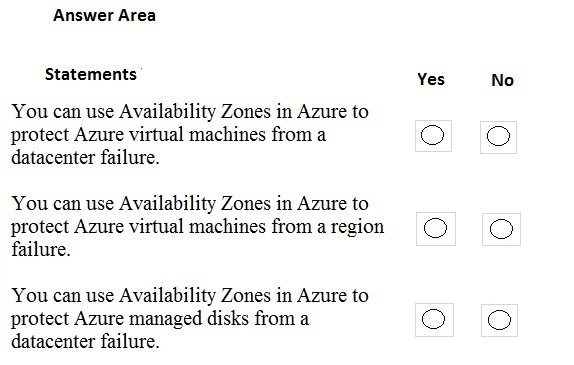 Answer Area
Statements
Yes No
You can use Availability Zones in Azure to
protect Azure virtual machines from a
datacenter failure.
You can use Availability Zones in Azure to
protect Azure virtual machines from a region
failure.
You can use Availability Zones in Azure to
protect Azure managed disks from a
datacenter failure.